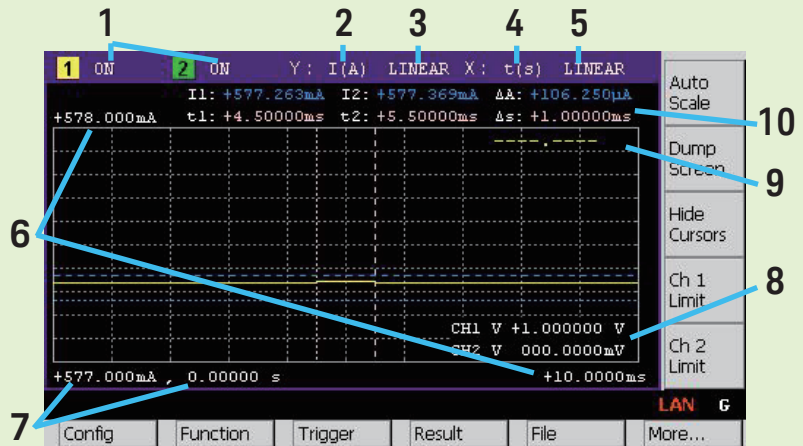 1 2 3 4 5
1 ON 2 ON Y: I(A) LINEAR X: t(s) LINEAR
I1: +577.263mA I2: +577.369mA ΔA: +106.250µA
+578.000mA t1: +4.50000ms t2: +5.50000ms Δs: +1.00000ms
10
----.----
9
6
8
CH1 V +1.000000 V
CH2 V 000.0000mV
+577.000mA , 0.00000 s +10.0000ms
7
Auto
Scale
Dump
Screen
Hide
Cursors
Ch 1
Limit
Ch 2
Limit
LAN G
Config Function Trigger Result File More...